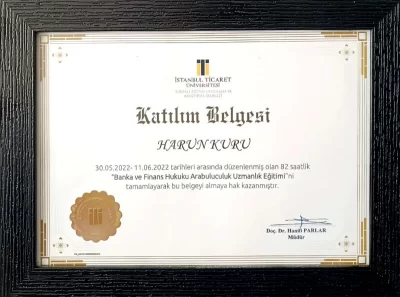 İSTANBUL TİCARET
ÜNİVERSİTESİ
Katılım Belgesi
HARUN KURU
30.05.2022- 11.06.2022 tarihleri arasında düzenlenmiş olan 82 saatlik
"Banka ve Finans Hukuku Arabuluculuk Uzmanlık Eğitimi"ni
tamamlayarak bu belgeyi almaya hak kazanmıştır.
Doç. Dr. Hanifi PARLAR
Müdür